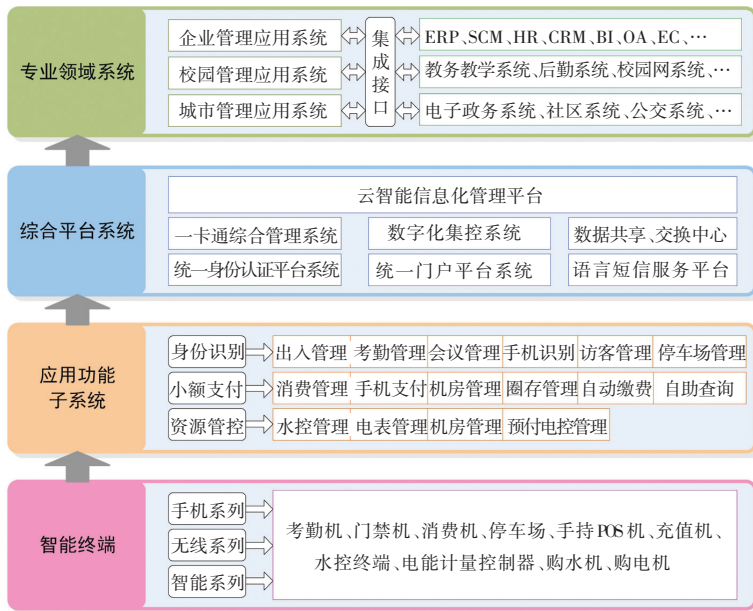 专业领域系统
企业管理应用系统
校园管理应用系统
城市管理应用系统
集成接口
ERP、SCM、HR、CRM、BI、OA、EC、…
教务教学系统、后勤系统、校园网系统、…
电子政务系统、社区系统、公交系统、…
综合平台系统
云智能信息化管理平台
一卡通综合管理系统 数字化集控系统 数据共享、交换中心
统一身份认证平台系统 统一门户平台系统 语言短信服务平台
应用功能
子系统
身份识别 出入管理 考勤管理 会议管理 手机识别 访客管理 停车场管理
小额支付 消费管理 手机支付 机房管理 圈存管理 自动缴费 自助查询
资源管控 水控管理 电表管理 机房管理 预付电控管理
智能终端
手机系列
无线系列
智能系列
考勤机、门禁机、消费机、停车场、手持POS机、充值机、
水控终端、电能计量控制器、购水机、购电机